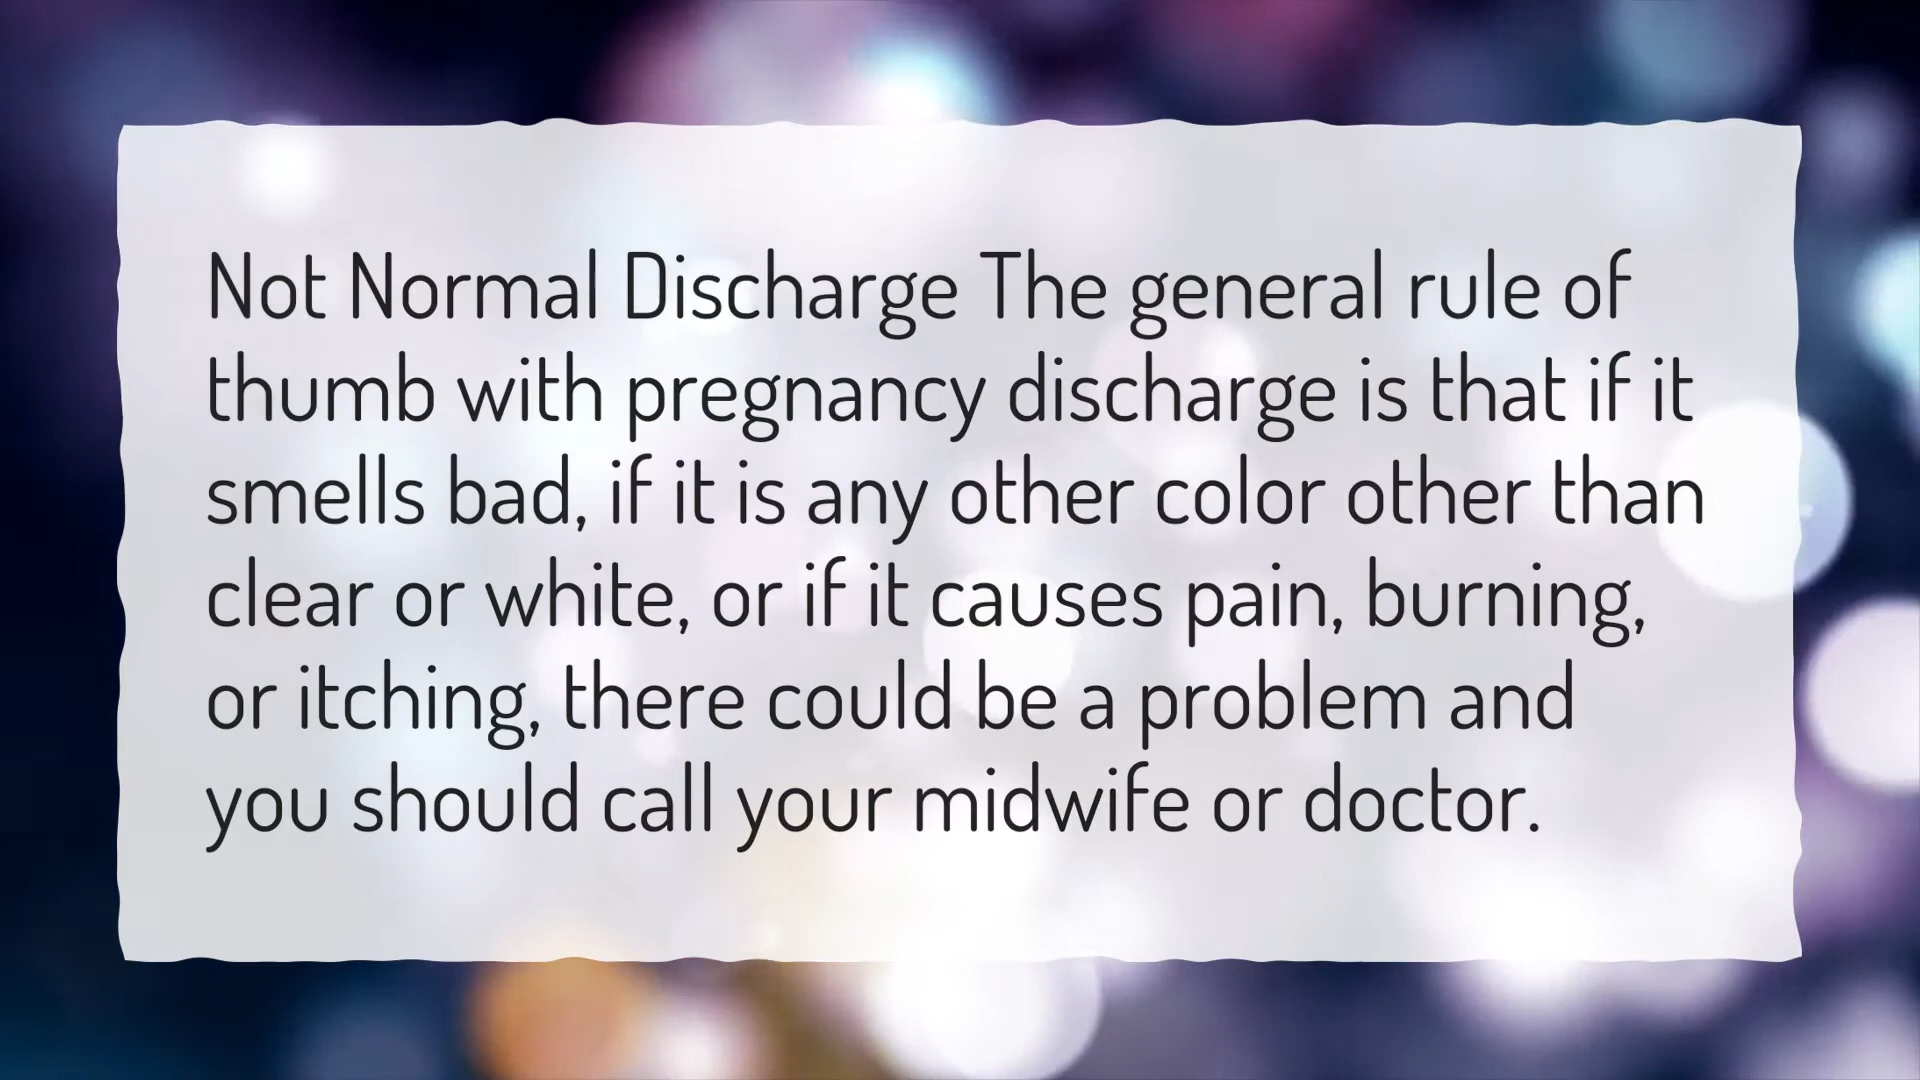 Not Normal Discharge The general rule of
thumb with pregnancy discharge is that if it
smells bad, if it is any other color other than
clear or white, or if it causes pain, burning,
or itching, there could be a problem and
you should call your midwife or doctor.